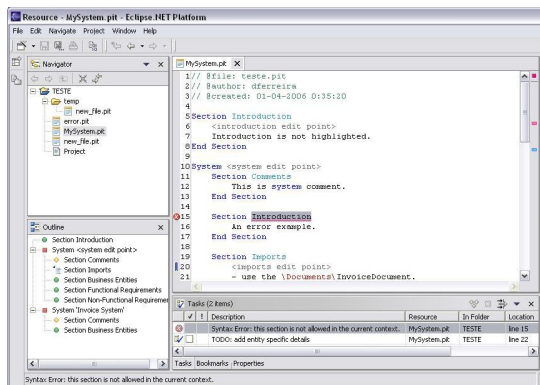 Resource - MySystem.pit - Eclipse.NET Platform
File Edit Navigate Project Window Help
Navigator
TESTE
temp
new_file.pit
error.pit
MySystem.pit
new_file.pit
Project
Outline
Section Introduction
System <system edit point>
Section Comments
Section Imports
Section Business Entities
Section Functional Requirements
Section Non-Functional Requiremer
System 'Invoice System'
Section Comments
Section Business Entities
MySystem.pit
1 // @file: teste.pit
2 // @author: dferreira
3 // @created: 01-04-2006 0:35:20
4
5 Section Introduction
6 <introduction edit point>
7 Introduction is not highlighted.
8 End Section
9
10 System <system edit point>
11 Section Comments
12 This is system comment.
13 End Section
14
15 Section Introduction
16 An error example.
17 End Section
18
19 Section Imports
20 <imports edit point>
21 - use the \Documents\InvoiceDocument.
Tasks (2 items)
! Description Resource In Folder Location
Syntax Error: this section is not allowed in the current context. MySystem.pit TESTE line 15
TODO: add entity specific details MySystem.pit TESTE line 22
Tasks Bookmarks Properties
Syntax Error: this section is not allowed in the current context.